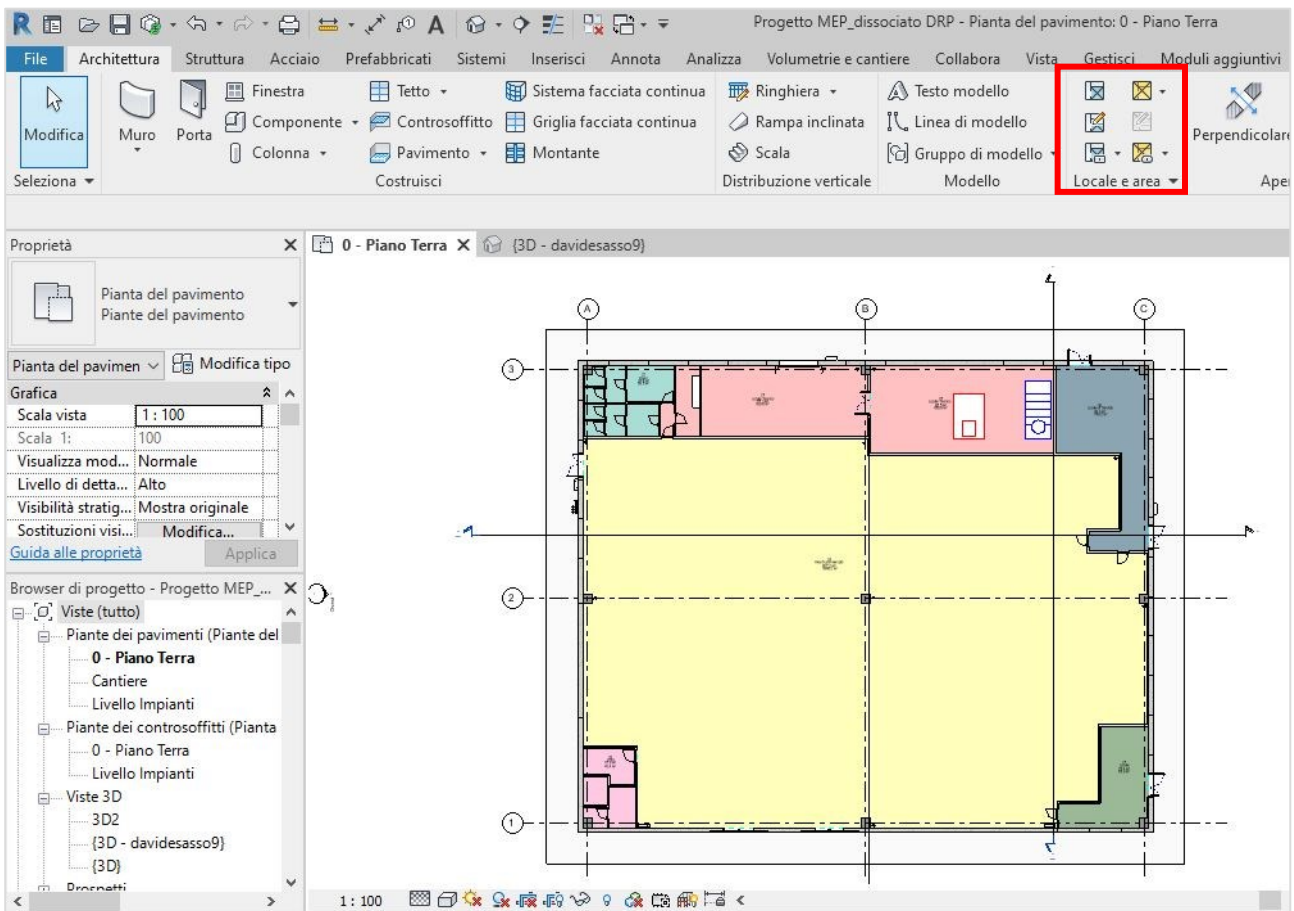 Progetto MEP_dissociato DRP - Pianta del pavimento: 0 - Piano Terra
File Architettura Struttura Acciaio Prefabbricati Sistemi Inserisci Annota Analizza Volumetrie e cantiere Collabora Vista Gestisci Moduli aggiuntivi
Modifica
Muro
Porta
Finestra
Componente
Colonna
Tetto
Controsoffitto
Pavimento
Sistema facciata continua
Griglia facciata continua
Montante
Ringhiera
Rampa inclinata
Scala
Testo modello
Linea di modello
Gruppo di modello
Perpendicolare
Seleziona
Costruisci
Distribuzione verticale
Modello
Locale e area
Ape
Proprietà
0 - Piano Terra
{3D - davidesasso9}
Pianta del pavimento
Piante del pavimento
Pianta del pavimen
Modifica tipo
Grafica
Scala vista 1 : 100
Scala 1: 100
Visualizza mod... Normale
Livello di detta... Alto
Visibilità stratig... Mostra originale
Sostituzioni visi... Modifica...
Guida alle proprietà
Applica
Browser di progetto - Progetto MEP_...
Viste (tutto)
Piante dei pavimenti (Piante del
0 - Piano Terra
Cantiere
Livello Impianti
Piante dei controsoffitti (Pianta
0 - Piano Terra
Livello Impianti
Viste 3D
3D2
{3D - davidesasso9}
{3D}
Prospetti
A
B
C
3
2
1
1 : 100